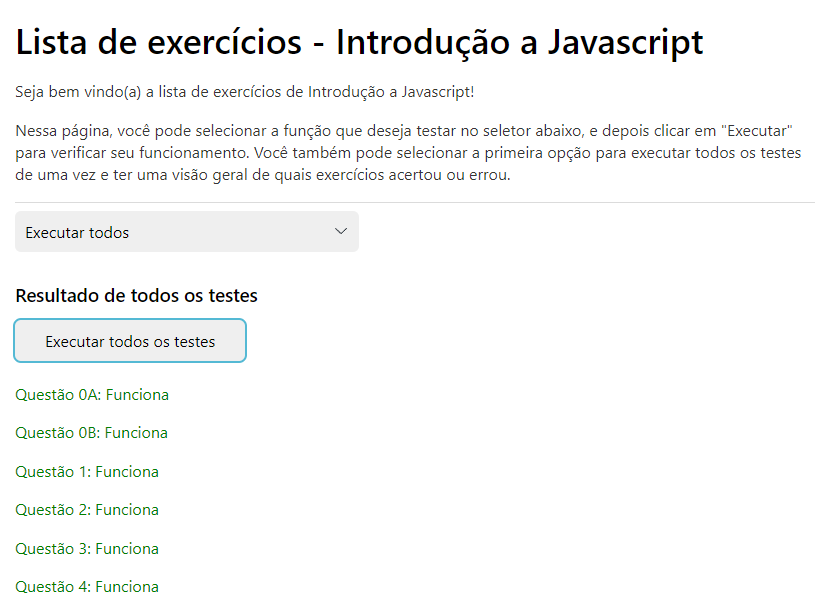 Lista de exercícios - Introdução a Javascript
Seja bem vindo(a) a lista de exercícios de Introdução a Javascript!
Nessa página, você pode selecionar a função que deseja testar no seletor abaixo, e depois clicar em "Executar"
para verificar seu funcionamento. Você também pode selecionar a primeira opção para executar todos os testes
de uma vez e ter uma visão geral de quais exercícios acertou ou errou.
Executar todos
Resultado de todos os testes
Executar todos os testes
Questão 0A: Funciona
Questão 0B: Funciona
Questão 1: Funciona
Questão 2: Funciona
Questão 3: Funciona
Questão 4: Funciona